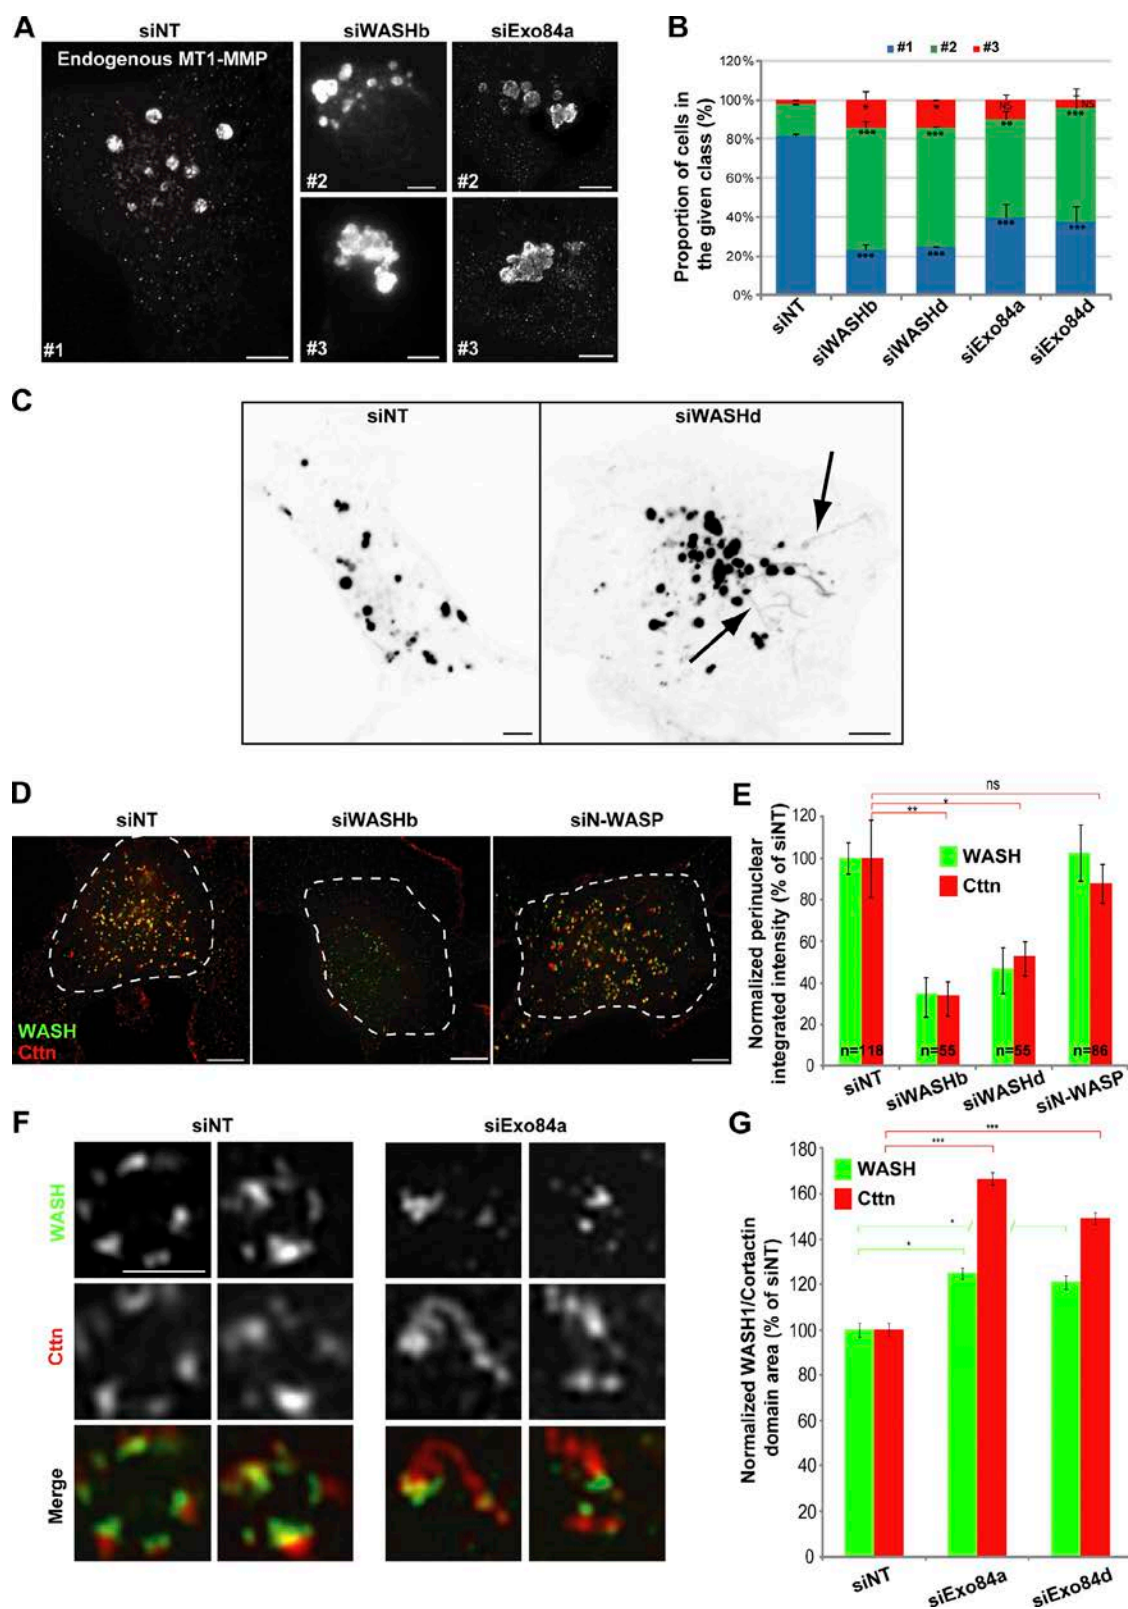 A
siNT
siWASHb
siExo84a
Endogenous MT1-MMP
#2
#2
#1
#3
#3
B
#1 #2 #3
Proportion of cells in
the given class (%)
120%
100%
80%
60%
40%
20%
0%
* * NS NS
*** *** ** ***
*** *** *** ***
siNT
siWASHb
siWASHd
siExo84a
siExo84d
C
siNT
siWASHd
D
siNT
siWASHb
siN-WASP
WASH
Cttn
E
ns
*
**
WASH
Cttn
Normalized perinuclear
integrated intensity (% of siNT)
120
100
80
60
40
20
0
n=118
n=55
n=55
n=86
siNT
siWASHb
siWASHd
siN-WASP
F
siNT
siExo84a
WASH
Cttn
Merge
G
***
***
WASH
Cttn
*
*
Normalized WASH1/Cortactin
domain area (% of siNT)
180
160
140
120
100
80
60
40
20
0
siNT
siExo84a
siExo84d